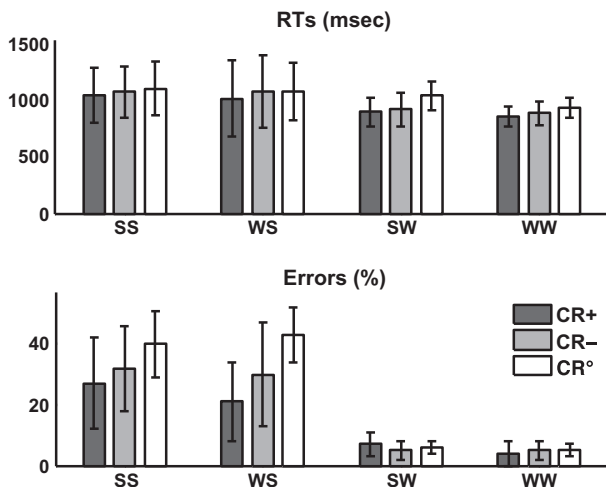 RTs (msec)
1500
1000
500
0
SS WS SW WW
Errors (%)
40
20
0
CR+
CR−
CR°
SS WS SW WW